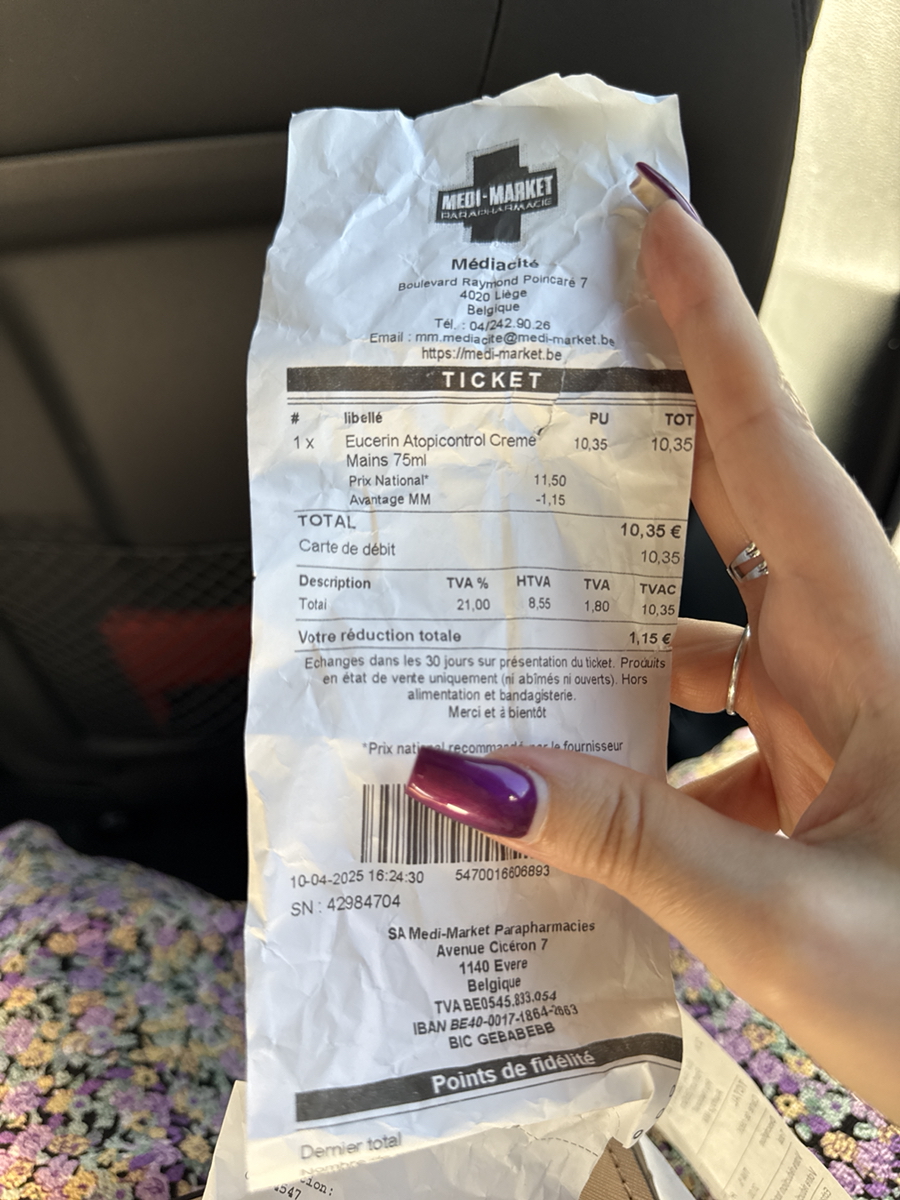 MEDI-MARKET
PARAPHARMACIE
Médiacité
Boulevard Raymond Poincaré 7
4020 Liège
Belgique
Tél. : 04/242.90.26
Email : mm.mediacite@medi-market.be
https://medi-market.be
TICKET
# libellé PU TOT
1 x Eucerin Atopicontrol Creme 10,35 10,35
Mains 75ml
Prix National* 11,50
Avantage MM -1,15
TOTAL 10,35 €
Carte de débit 10,35
Description TVA % HTVA TVA TVAC
Total 21,00 8,55 1,80 10,35
Votre réduction totale 1,15 €
Echanges dans les 30 jours sur présentation du ticket. Produits
en état de vente uniquement (ni abîmés ni ouverts). Hors
alimentation et bandagisterie.
Merci et à bientôt
*Prix national recommandé par le fournisseur
10-04-2025 16:24:30 5470016606893
SN : 42984704
SA Medi-Market Parapharmacies
Avenue Cicéron 7
1140 Evere
Belgique
TVA BE0545.833.054
IBAN BE40-0017-1864-2663
BIC GEBABEBB
Points de fidélité
Dernier total